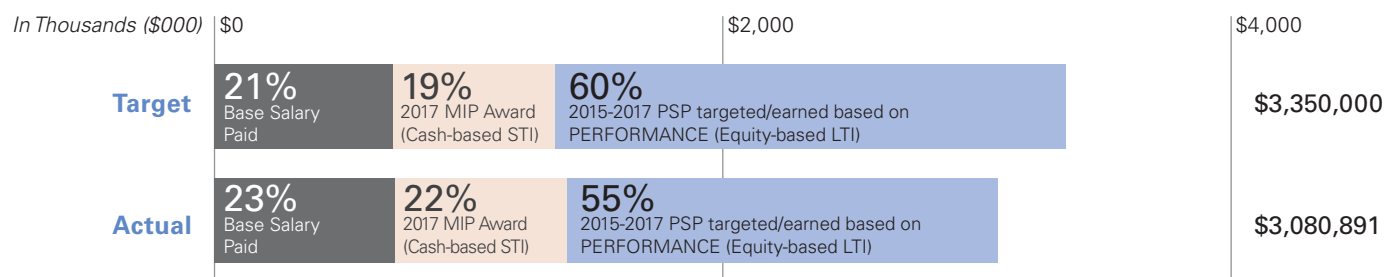 In Thousands ($000) $0 $2,000 $4,000
Target
21%
Base Salary
Paid
19%
2017 MIP Award
(Cash-based STI)
60%
2015-2017 PSP targeted/earned based on
PERFORMANCE (Equity-based LTI)
$3,350,000
Actual
23%
Base Salary
Paid
22%
2017 MIP Award
(Cash-based STI)
55%
2015-2017 PSP targeted/earned based on
PERFORMANCE (Equity-based LTI)
$3,080,891